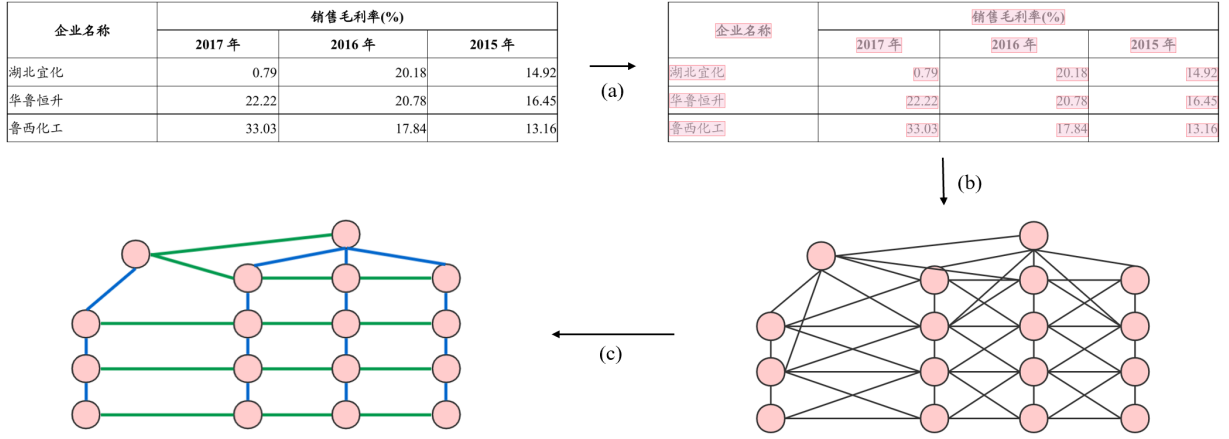 企业名称 销售毛利率(%)
2017 年 2016 年 2015 年
湖北宜化 0.79 20.18 14.92
华鲁恒升 22.22 20.78 16.45
鲁西化工 33.03 17.84 13.16
(a)
企业名称 销售毛利率(%)
2017 年 2016 年 2015 年
湖北宜化 0.79 20.18 14.92
华鲁恒升 22.22 20.78 16.45
鲁西化工 33.03 17.84 13.16
(b)
(c)